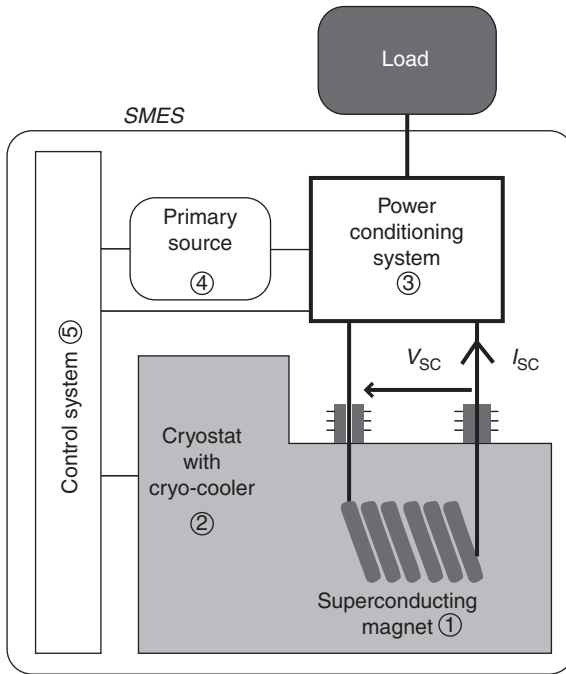 Load
SMES
Primary
source
④
Power
conditioning
system
③
Control system ⑤
V_SC
I_SC
Cryostat
with
cryo-cooler
②
Superconducting
magnet ①